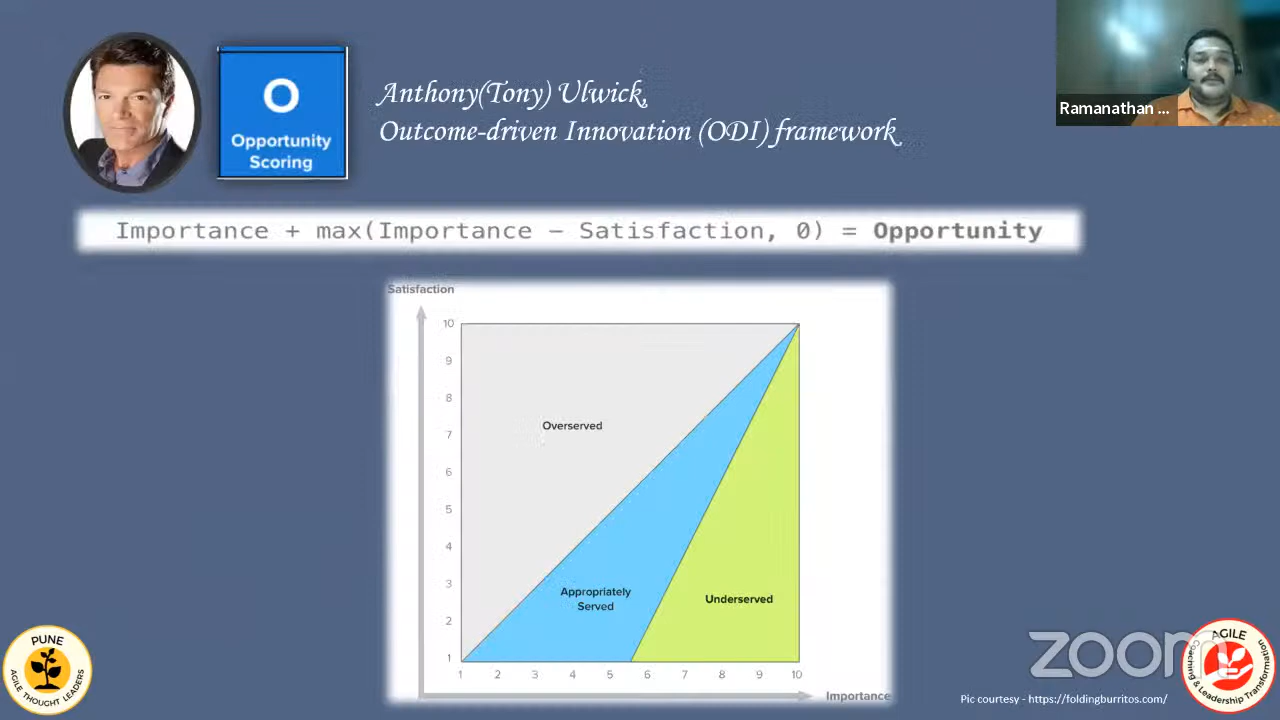 O
Opportunity
Scoring
Anthony(Tony) Ulwick,
Outcome-driven Innovation (ODI) framework
Ramanathan ...
Importance + max(Importance – Satisfaction, 0) = Opportunity
Satisfaction
10
9
8
7
6
5
4
3
2
1
Overserved
Appropriately
Served
Underserved
1 2 3 4 5 6 7 8 9 10
Importance
PUNE
AGILE THOUGHT LEADERS
zoom
AGILE
Coaching & Leadership Transformation
Pic courtesy - https://foldingburritos.com/